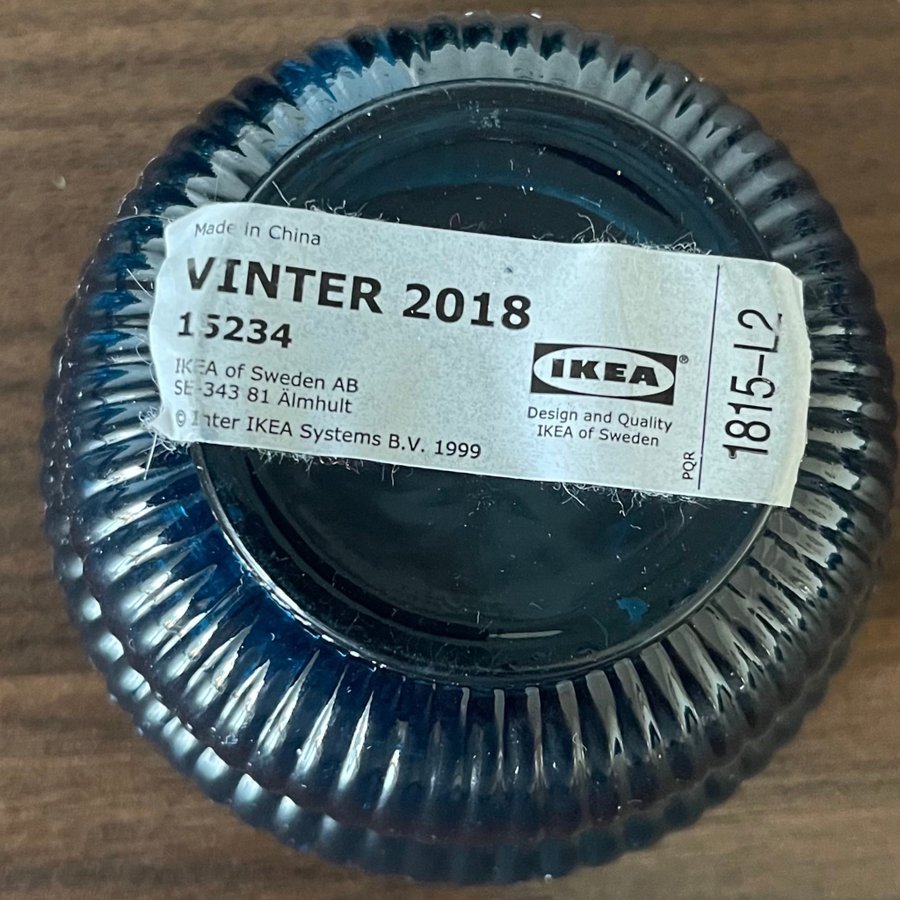 Made in China
VINTER 2018
15234
IKEA of Sweden AB
SE-343 81 Älmhult
© Inter IKEA Systems B.V. 1999
IKEA®
Design and Quality
IKEA of Sweden
PQR
1815-L2